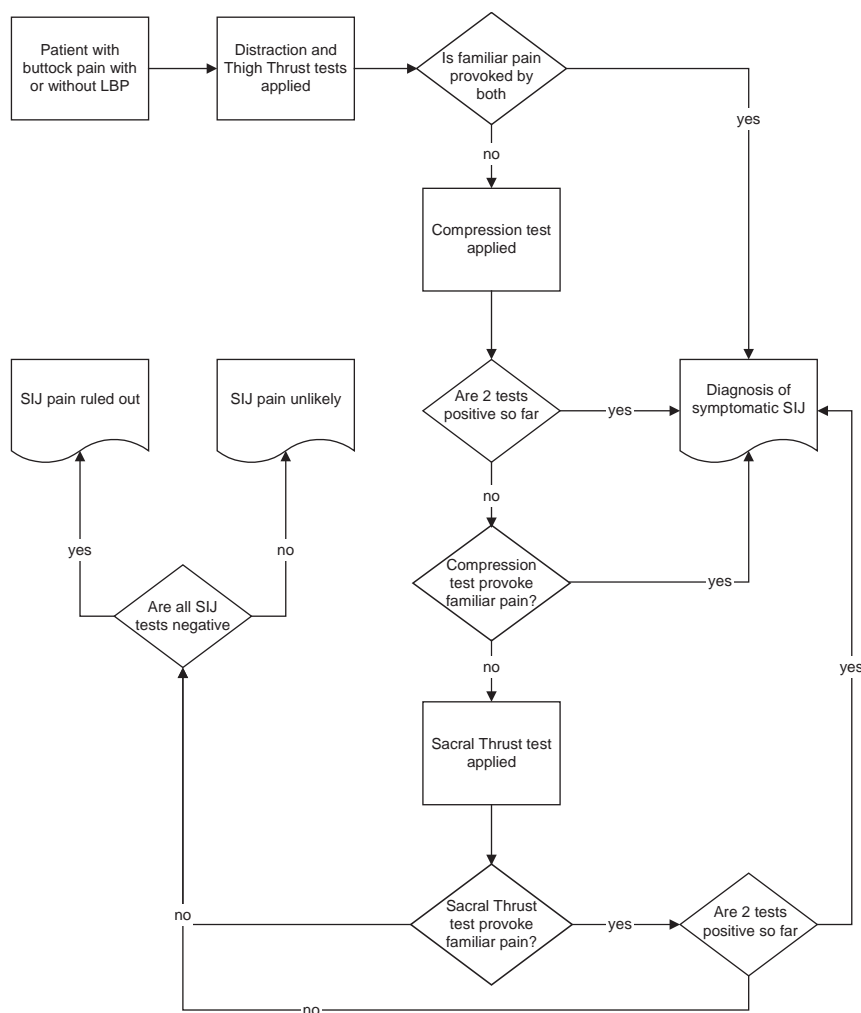 Patient with
buttock pain with
or without LBP
Distraction and
Thigh Thrust tests
applied
Is familiar pain
provoked by
both
yes
no
Compression test
applied
SIJ pain ruled out
SIJ pain unlikely
Are 2 tests
positive so far
yes
Diagnosis of
symptomatic SIJ
no
yes
no
Compression
test provoke
familiar pain?
yes
Are all SIJ
tests negative
no
yes
Sacral Thrust test
applied
no
Sacral Thrust
test provoke
familiar pain?
yes
Are 2 tests
positive so far
no